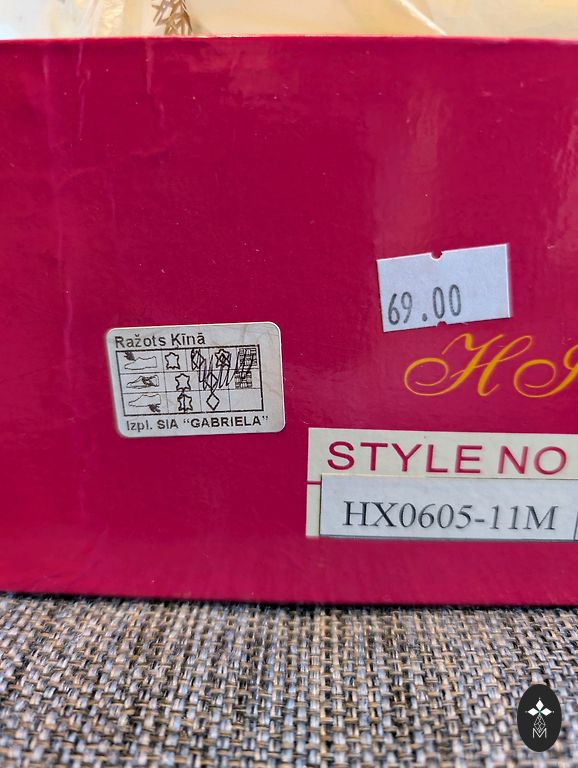 69.00
Ražots Ķīnā
Izpl. SIA “GABRIELA”
STYLE NO
HX0605-11M
M